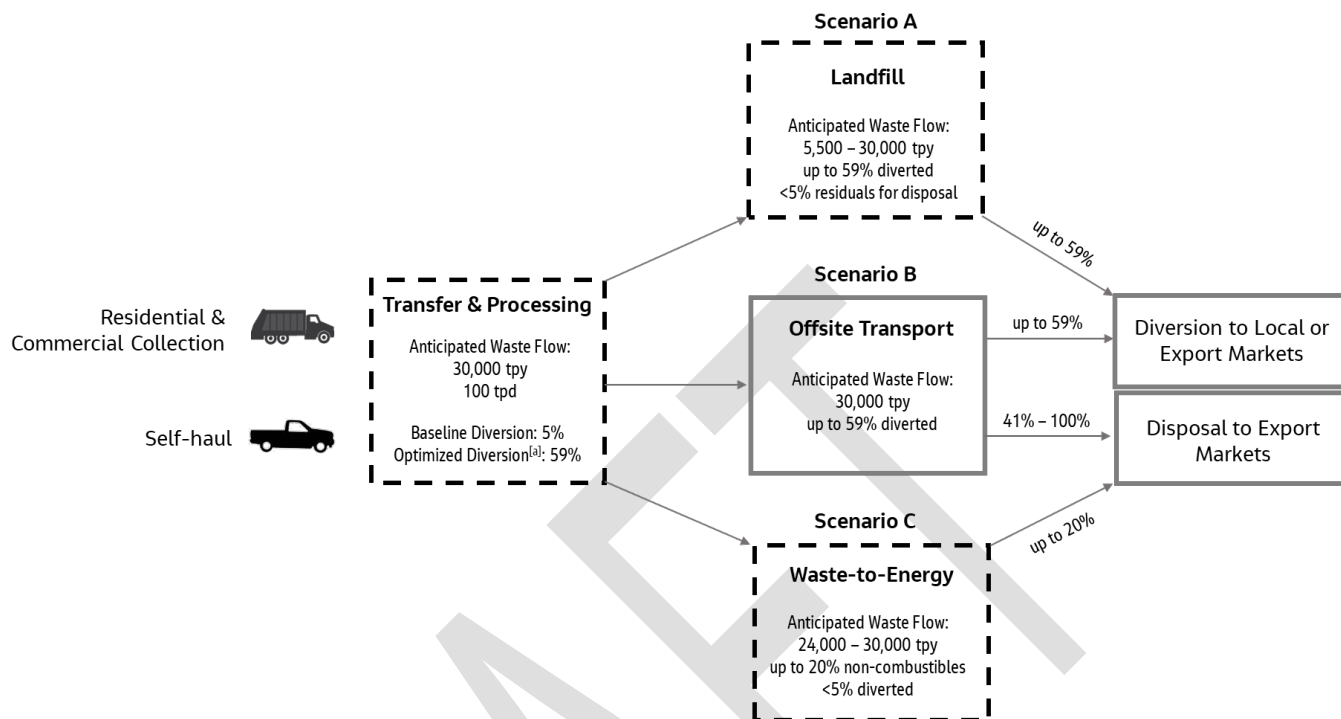 Scenario A
Landfill
Anticipated Waste Flow:
5,500 – 30,000 tpy
up to 59% diverted
<5% residuals for disposal
up to 59%
Residential &
Commercial Collection
Self-haul
Transfer & Processing
Anticipated Waste Flow:
30,000 tpy
100 tpd
Baseline Diversion: 5%
Optimized Diversion[a]: 59%
Scenario B
Offsite Transport
Anticipated Waste Flow:
30,000 tpy
up to 59% diverted
up to 59%
41% – 100%
Diversion to Local or
Export Markets
Disposal to Export
Markets
Scenario C
Waste-to-Energy
Anticipated Waste Flow:
24,000 – 30,000 tpy
up to 20% non-combustibles
<5% diverted
up to 20%